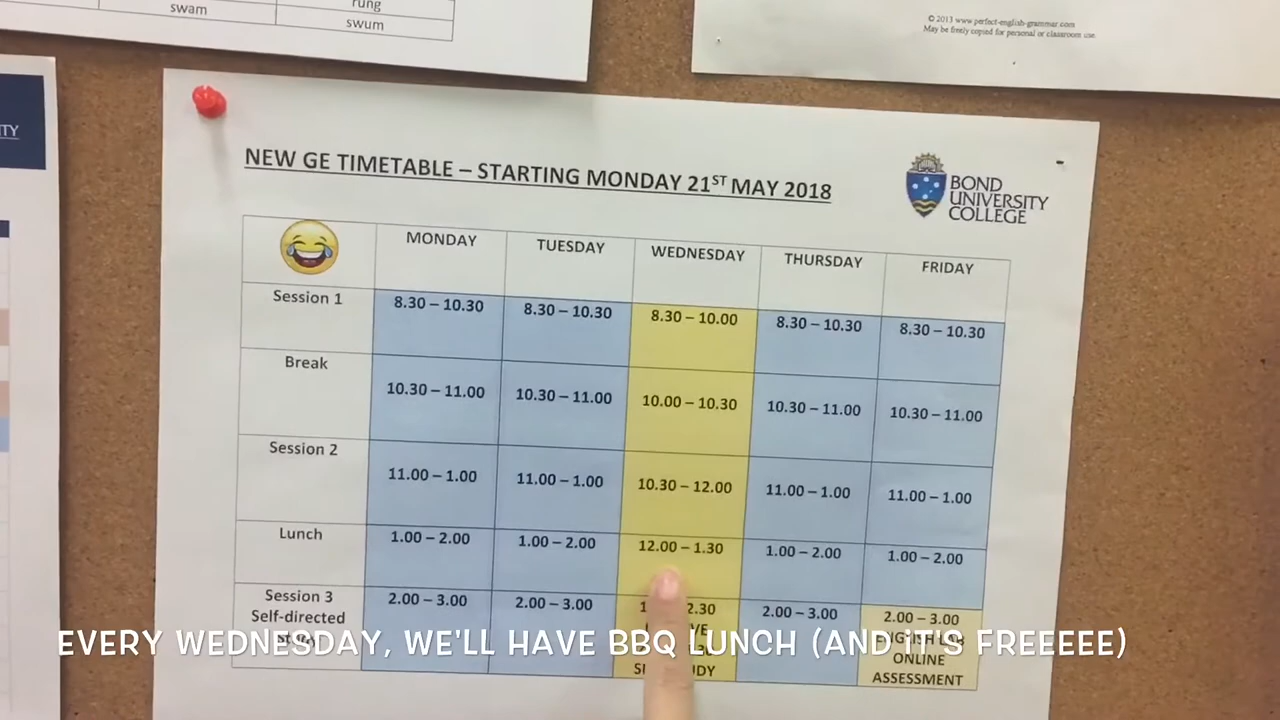 rung
swam
swum
© 2013 www.perfect-english-grammar.com
May be freely copied for personal or classroom use.
ITY
NEW GE TIMETABLE – STARTING MONDAY 21ST MAY 2018
BOND
UNIVERSITY
COLLEGE
MONDAY TUESDAY WEDNESDAY THURSDAY FRIDAY
Session 1 8.30 – 10.30 8.30 – 10.30 8.30 – 10.00 8.30 – 10.30 8.30 – 10.30
Break 10.30 – 11.00 10.30 – 11.00 10.00 – 10.30 10.30 – 11.00 10.30 – 11.00
Session 2 11.00 – 1.00 11.00 – 1.00 10.30 – 12.00 11.00 – 1.00 11.00 – 1.00
Lunch 1.00 – 2.00 1.00 – 2.00 12.00 – 1.30 1.00 – 2.00 1.00 – 2.00
Session 3 2.00 – 3.00 2.00 – 3.00 2.30 2.00 – 3.00 2.00 – 3.00
Self-directed
ONLINE
ASSESSMENT
EVERY WEDNESDAY, WE'LL HAVE BBQ LUNCH (AND IT'S FREEEEE)